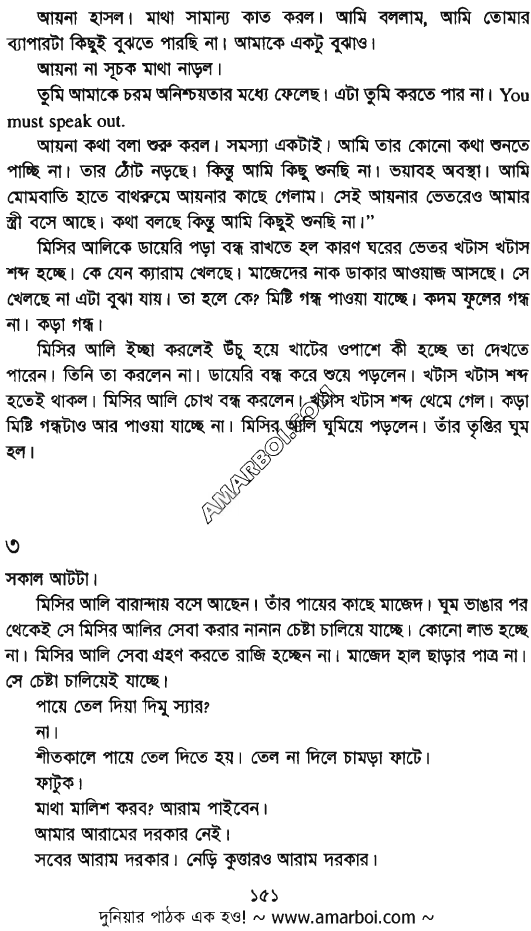 আয়না হাসল। মাথা সামান্য কাত করল। আমি বললাম, আমি তোমার
ব্যাপারটা কিছুই বুঝতে পারছি না। আমাকে একটু বুঝাও।
আয়না না সূচক মাথা নাড়ল।
তুমি আমাকে চরম অনিশ্চয়তার মধ্যে ফেলেছ। এটা তুমি করতে পার না। You
must speak out.
আয়না কথা বলা শুরু করল। সমস্যা একটাই। আমি তার কোনো কথা শুনতে
পাচ্ছি না। তার ঠোঁট নড়ছে। কিন্তু আমি কিছু শুনছি না। ভয়াবহ অবস্থা। আমি
মোমবাতি হাতে বাথরুমে আয়নার কাছে গেলাম। সেই আয়নার ভেতরেও আমার
স্ত্রী বসে আছে। কথা বলছে কিন্তু আমি কিছুই শুনছি না।”
মিসির আলিকে ডায়েরি পড়া বন্ধ রাখতে হল কারণ ঘরের ভেতর খটাস খটাস
শব্দ হচ্ছে। কে যেন ক্যারাম খেলছে। মাজেদের নাক ডাকার আওয়াজ আসছে। সে
খেলছে না এটা বুঝা যায়। তা হলে কে? মিষ্টি গন্ধ পাওয়া যাচ্ছে। কদম ফুলের গন্ধ
না। কড়া গন্ধ।
মিসির আলি ইচ্ছা করলেই উঁচু হয়ে খাটের ওপাশে কী হচ্ছে তা দেখতে
পারেন। তিনি তা করলেন না। ডায়েরি বন্ধ করে শুয়ে পড়লেন। খটাস খটাস শব্দ
হতেই থাকল। মিসির আলি চোখ বন্ধ করলেন। খটাস খটাস শব্দ থেমে গেল। কড়া
মিষ্টি গন্ধটাও আর পাওয়া যাচ্ছে না। মিসির আলি ঘুমিয়ে পড়লেন। তাঁর তৃপ্তির ঘুম
হল।
AMARBOI.COM
৩
সকাল আটটা।
মিসির আলি বারান্দায় বসে আছেন। তাঁর পায়ের কাছে মাজেদ। ঘুম ভাঙার পর
থেকেই সে মিসির আলির সেবা করার নানান চেষ্টা চালিয়ে যাচ্ছে। কোনো লাভ হচ্ছে
না। মিসির আলি সেবা গ্রহণ করতে রাজি হচ্ছেন না। মাজেদ হাল ছাড়ার পাত্র না।
সে চেষ্টা চালিয়েই যাচ্ছে।
পায়ে তেল দিয়া দিমু স্যার?
না।
শীতকালে পায়ে তেল দিতে হয়। তেল না দিলে চামড়া ফাটে।
ফাটুক।
মাথা মালিশ করব? আরাম পাইবেন।
আমার আরামের দরকার নেই।
সবের আরাম দরকার। নেড়ি কুত্তারও আরাম দরকার।
১৫১
দুনিয়ার পাঠক এক হও! ~ www.amarboi.com ~